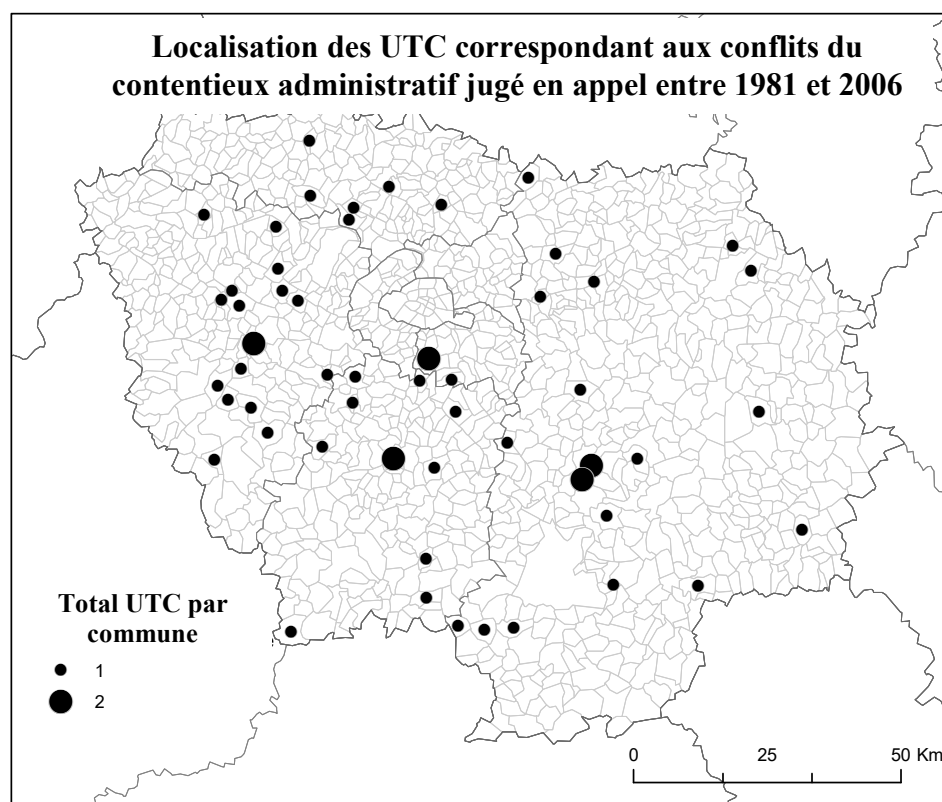 Localisation des UTC correspondant aux conflits du
contentieux administratif jugé en appel entre 1981 et 2006
Total UTC par
commune
1
2
0 25 50 Km